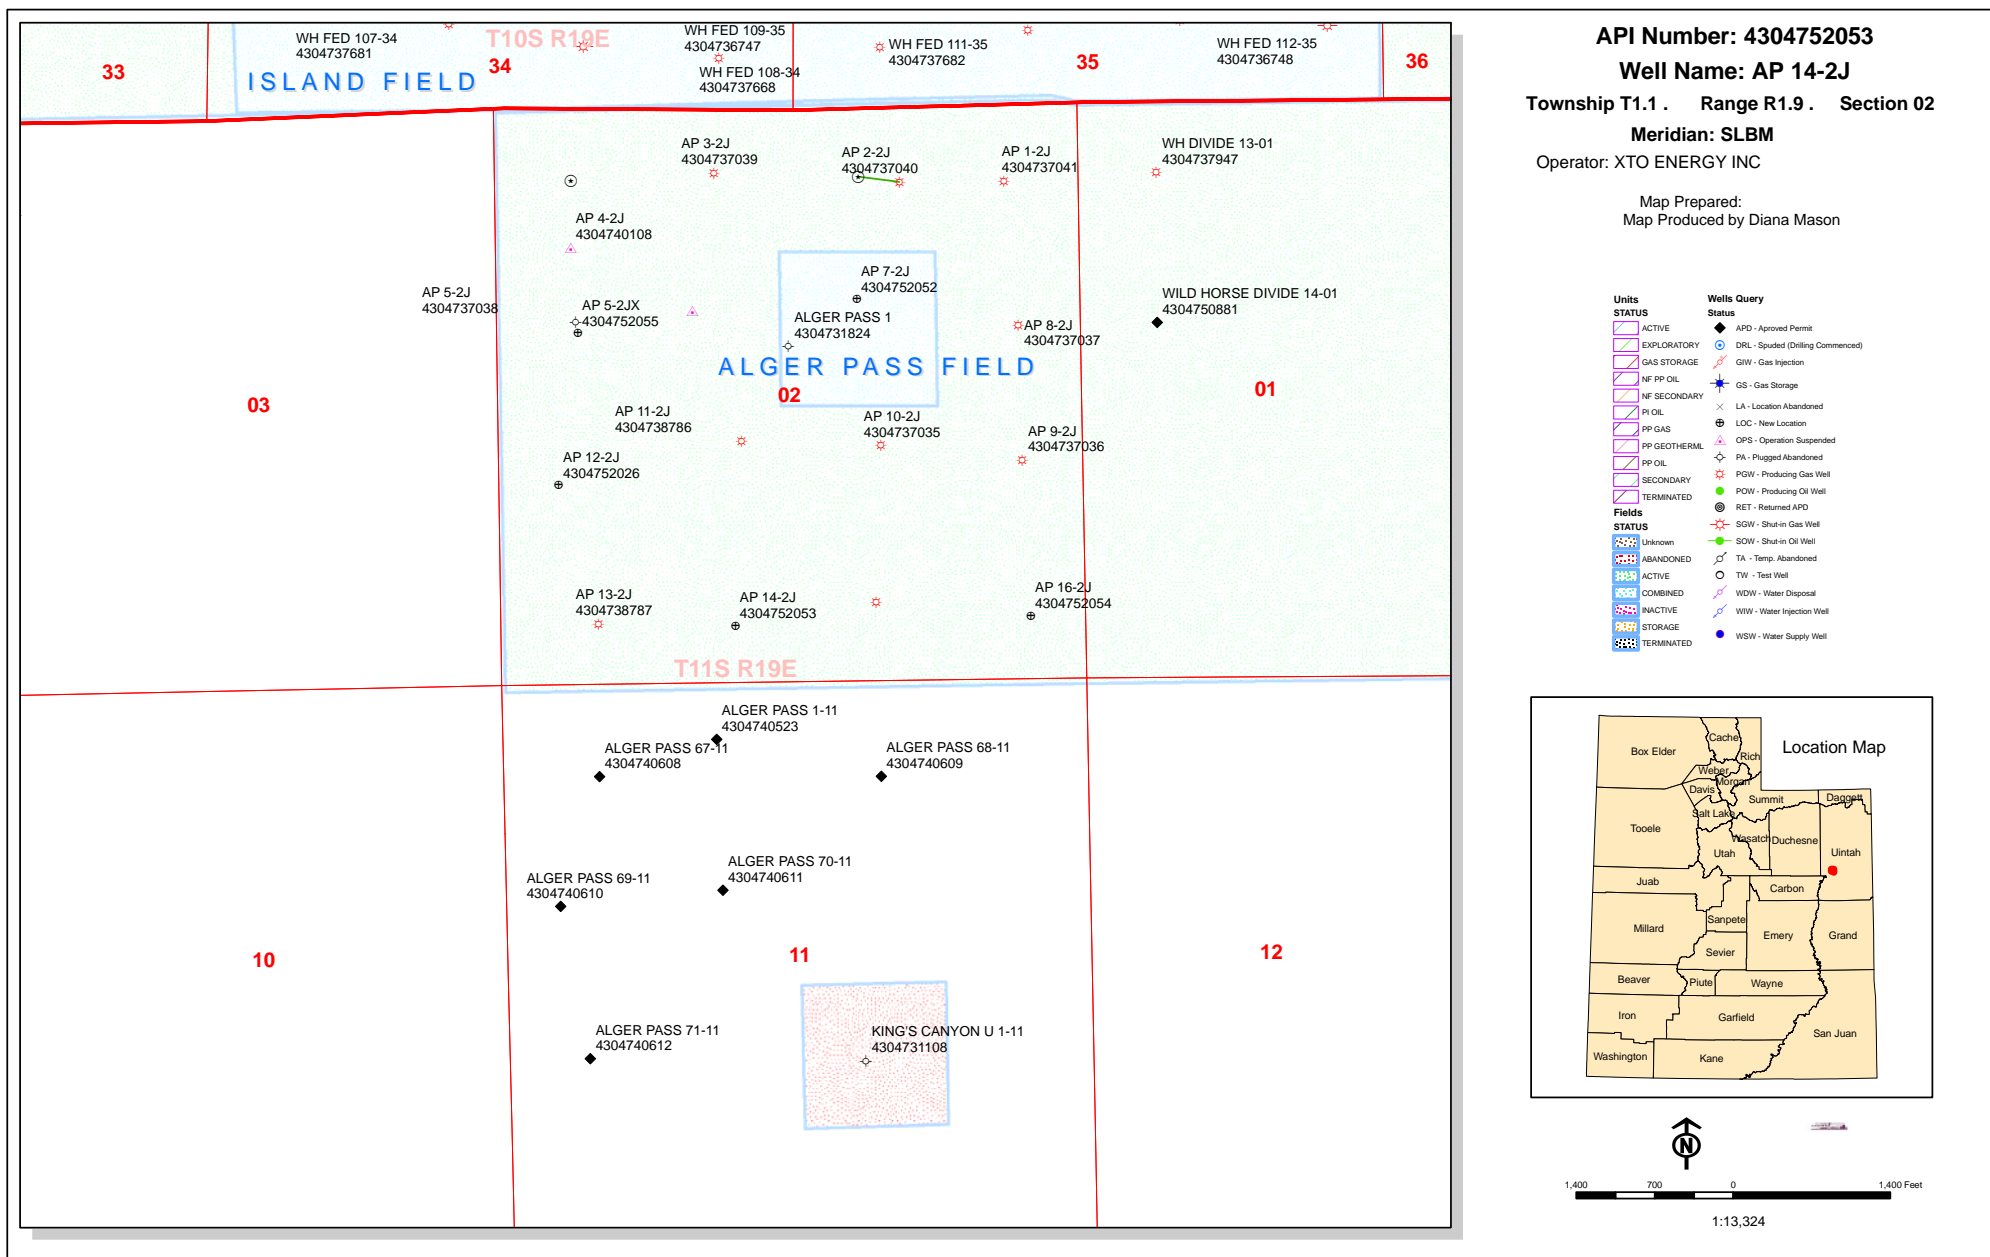 API Number: 4304752053
Well Name: AP 14-2J
Township T1.1 . Range R1.9 . Section 02
Meridian: SLBM
Operator: XTO ENERGY INC
Map Prepared:
Map Produced by Diana Mason
WH FED 107-34
4304737681
T10S R19E
WH FED 109-35
4304736747
WH FED 108-34
4304737668
WH FED 111-35
4304737682
WH FED 112-35
4304736748
33
34
35
36
ISLAND FIELD
AP 3-2J
4304737039
AP 2-2J
4304737040
AP 1-2J
4304737041
WH DIVIDE 13-01
4304737947
AP 4-2J
4304740108
AP 5-2J
4304737038
AP 5-2JX
4304752055
AP 7-2J
4304752052
ALGER PASS 1
4304731824
AP 8-2J
4304737037
WILD HORSE DIVIDE 14-01
4304750881
ALGER PASS FIELD
03
02
01
AP 11-2J
4304738786
AP 10-2J
4304737035
AP 9-2J
4304737036
AP 12-2J
4304752026
AP 13-2J
4304738787
AP 14-2J
4304752053
AP 16-2J
4304752054
T11S R19E
ALGER PASS 1-11
4304740523
ALGER PASS 67-11
4304740608
ALGER PASS 68-11
4304740609
ALGER PASS 70-11
4304740611
ALGER PASS 69-11
4304740610
10
11
12
ALGER PASS 71-11
4304740612
KING'S CANYON U 1-11
4304731108
Units
STATUS
ACTIVE
EXPLORATORY
GAS STORAGE
NF PP OIL
NF SECONDARY
PI OIL
PP GAS
PP GEOTHERML
PP OIL
SECONDARY
TERMINATED
Fields
STATUS
Unknown
ABANDONED
ACTIVE
COMBINED
INACTIVE
STORAGE
TERMINATED
Wells Query
Status
APD - Aproved Permit
DRL - Spuded (Drilling Commenced)
GIW - Gas Injection
GS - Gas Storage
LA - Location Abandoned
LOC - New Location
OPS - Operation Suspended
PA - Plugged Abandoned
PGW - Producing Gas Well
POW - Producing Oil Well
RET - Returned APD
SGW - Shut-in Gas Well
SOW - Shut-in Oil Well
TA - Temp. Abandoned
TW - Test Well
WDW - Water Disposal
WIW - Water Injection Well
WSW - Water Supply Well
Location Map
Box Elder
Cache
Rich
Weber
Morgan
Davis
Summit
Daggett
Salt Lake
Tooele
Wasatch
Duchesne
Utah
Uintah
Juab
Carbon
Sanpete
Millard
Emery
Grand
Sevier
Beaver
Piute
Wayne
Iron
Garfield
San Juan
Washington
Kane
N
1,400 700 0 1,400 Feet
1:13,324